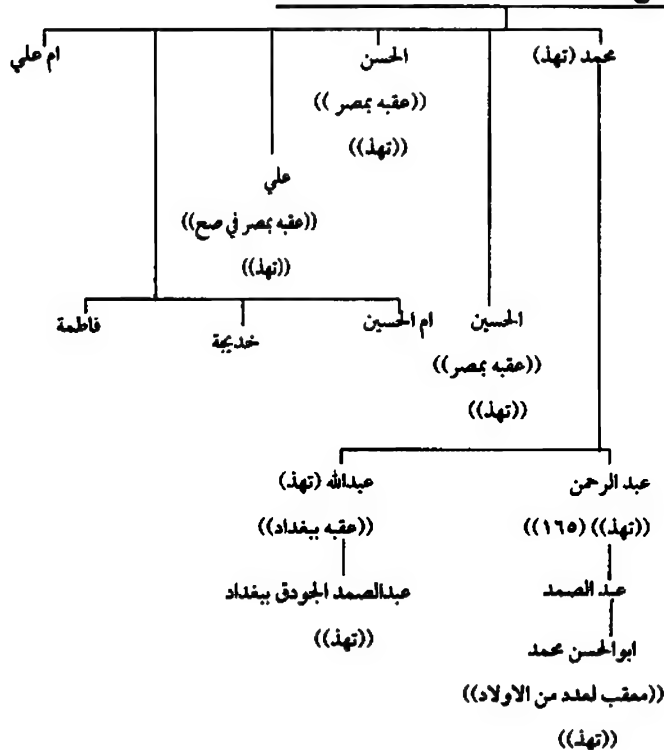 محمد (تهذ)
الحسن
ام علي
((عقبه بمصر))
((تهذ))
علي
((عقبه بمصر في صح))
((تهذ))
الحسين
ام الحسين
خديجة
فاطمة
((عقبه بمصر))
((تهذ))
عبد الرحمن
عبدالله (تهذ)
((تهذ)) (١٦٥))
((عقبه ببغداد))
عبد الصمد
عبدالصمد الجودق ببغداد
((تهذ))
ابوالحسن محمد
((معقب لعدد من الاولاد))
((تهذ))